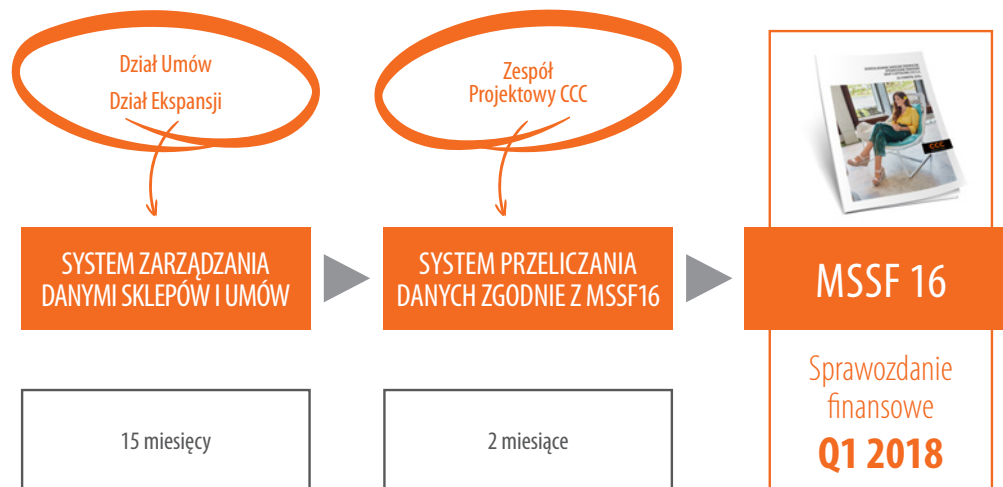 Dział Umów
Dział Ekspansji
Zespół
Projektowy CCC
CCC
SYSTEM ZARZĄDZANIA
DANYMI SKLEPÓW I UMÓW
SYSTEM PRZELICZANIA
DANYCH ZGODNIE Z MSSF16
MSSF 16
15 miesięcy
2 miesiące
Sprawozdanie
finansowe
Q1 2018